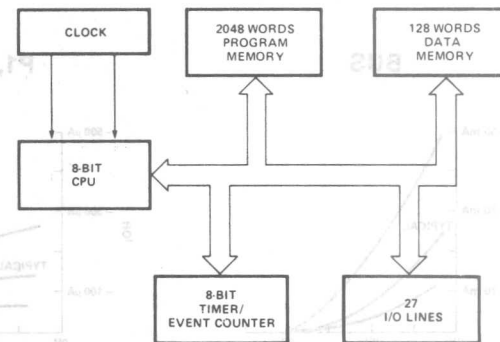 CLOCK
2048 WORDS
PROGRAM
MEMORY
128 WORDS
DATA
MEMORY
8-BIT
CPU
8-BIT
TIMER/
EVENT COUNTER
27
I/O LINES